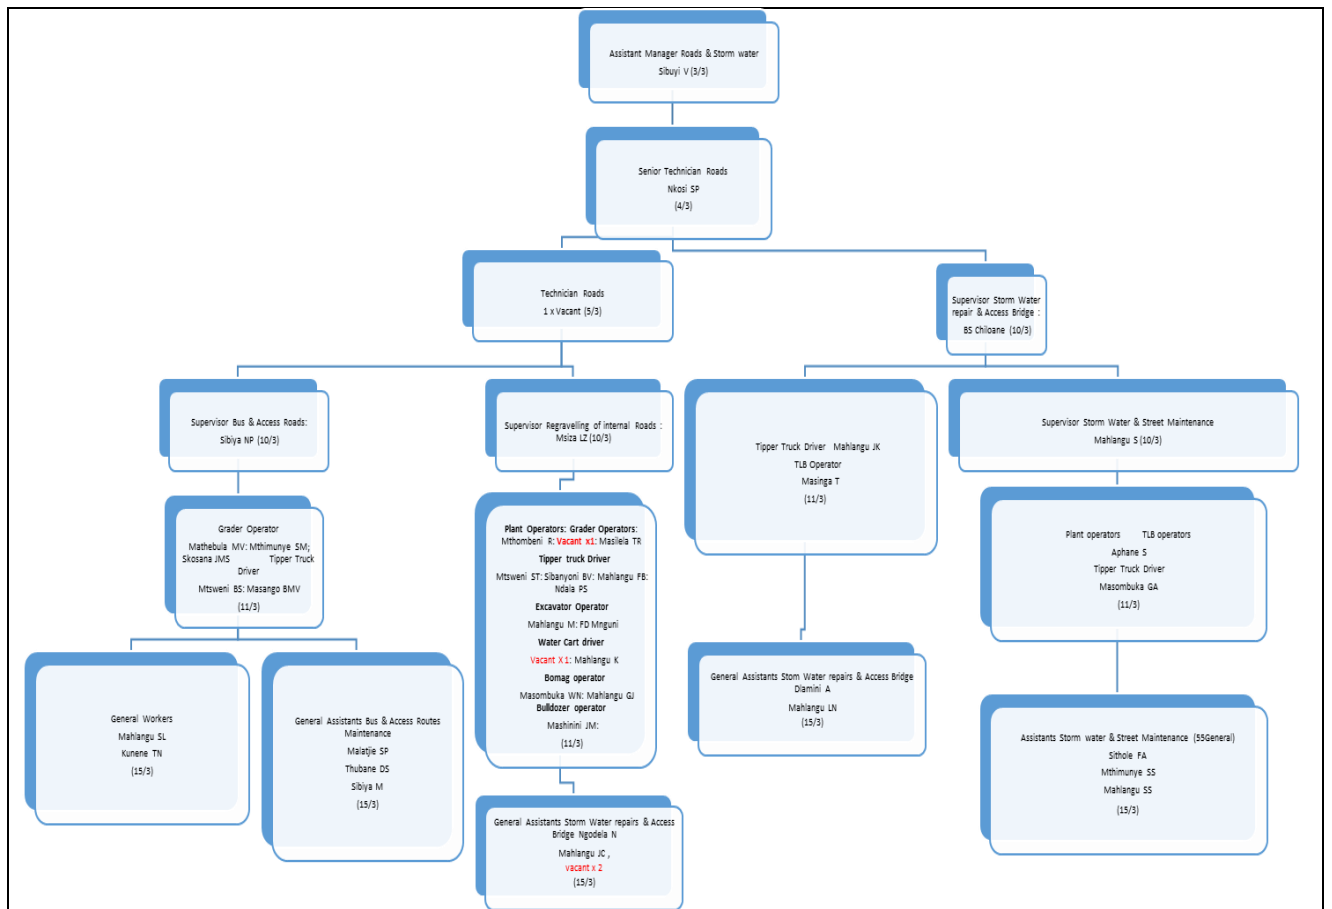 Assistant Manager Roads & Storm water
Sibuyi V (3/3)
Senior Technician Roads
Nkosi SP
(4/3)
Technician Roads
1 x Vacant (5/3)
Supervisor Storm Water
repair & Access Bridge :
BS Chiloane (10/3)
Supervisor Bus & Access Roads:
Sibiya NP (10/3)
Supervisor Regravelling of internal Roads :
Msiza LZ (10/3)
Tipper Truck Driver Mahlangu JK
TLB Operator
Masinga T
(11/3)
Supervisor Storm Water & Street Maintenance
Mahlangu S (10/3)
Grader Operator
Mathebula MV: Mthimunye SM;
Skosana JMS Tipper Truck
Driver
Mtsweni BS: Masango BMV
(11/3)
Plant Operators: Grader Operators:
Mthombeni R: Vacant x1: Masilela TR
Tipper truck Driver
Mtsweni ST: Sibanyoni BV: Mahlangu FB:
Ndala PS
Excavator Operator
Mahlangu M: FD Mnguni
Water Cart driver
Vacant X 1: Mahlangu K
Bomag operator
Masombuka WN: Mahlangu GJ
Bulldozer operator
Mashinini JM:
(11/3)
Plant operators TLB operators
Aphane S
Tipper Truck Driver
Masombuka GA
(11/3)
General Workers
Mahlangu SL
Kunene TN
(15/3)
General Assistants Bus & Access Routes
Maintenance
Malatjie SP
Thubane DS
Sibiya M
(15/3)
General Assistants Storm Water repairs & Access
Bridge Ngodela N
Mahlangu JC ,
vacant x 2
(15/3)
General Assistants Stom Water repairs & Access Bridge
Dlamini A
Mahlangu LN
(15/3)
Assistants Storm water & Street Maintenance (55General)
Sithole FA
Mthimunye SS
Mahlangu SS
(15/3)